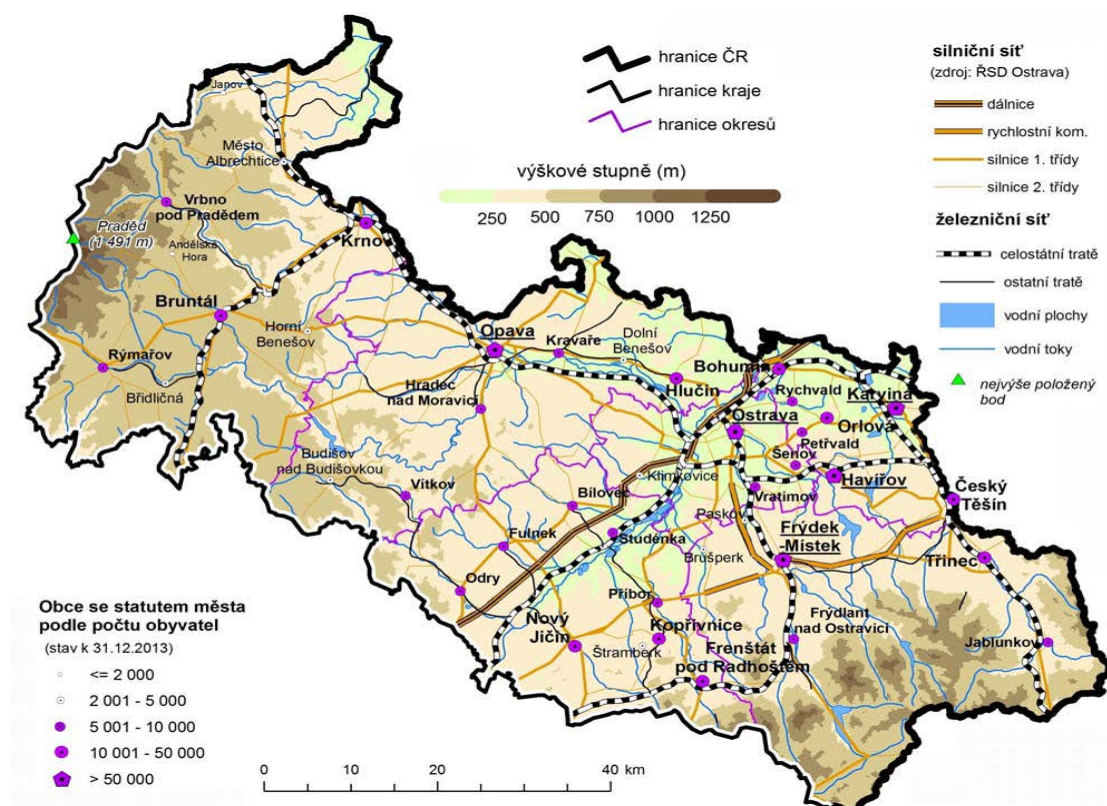 hranice ČR
hranice kraje
hranice okresů
výškové stupně (m)
250 500 750 1000 1250
silniční síť
(zdroj: ŘSD Ostrava)
dálnice
rychlostní kom.
silnice 1. třídy
silnice 2. třídy
železniční síť
celostátní tratě
ostatní tratě
vodní plochy
vodní toky
nejvýše položený
bod
Janov
Město
Albrechtice
Vrbno
pod Pradědem
Praděd
(1 491 m)
Andělská
Hora
Krno
Bruntál
Horní
Benešov
Rýmařov
Břidličná
Opava
Kravaře
Dolní
Benešov
Hlučín
Bohumín
Rychvald
Karviná
Orlová
Ostrava
Petřvald
Šenov
Havířov
Český
Těšín
Hradec
nad Moravicí
Budišov
nad Budišovkou
Vítkov
Bílovec
Klimkovice
Vratimov
Paskov
Fulnek
Studénka
Brušperk
Frýdek
-Místek
Třinec
Odry
Příbor
Nový
Jičín
Kopřivnice
Štramberk
Frenštát
pod Radhoštěm
Frýdlant
nad Ostravicí
Jablunkov
Obce se statutem města
podle počtu obyvatel
(stav k 31.12.2013)
<= 2 000
2 001 - 5 000
5 001 - 10 000
10 001 - 50 000
> 50 000
0 10 20 40 km